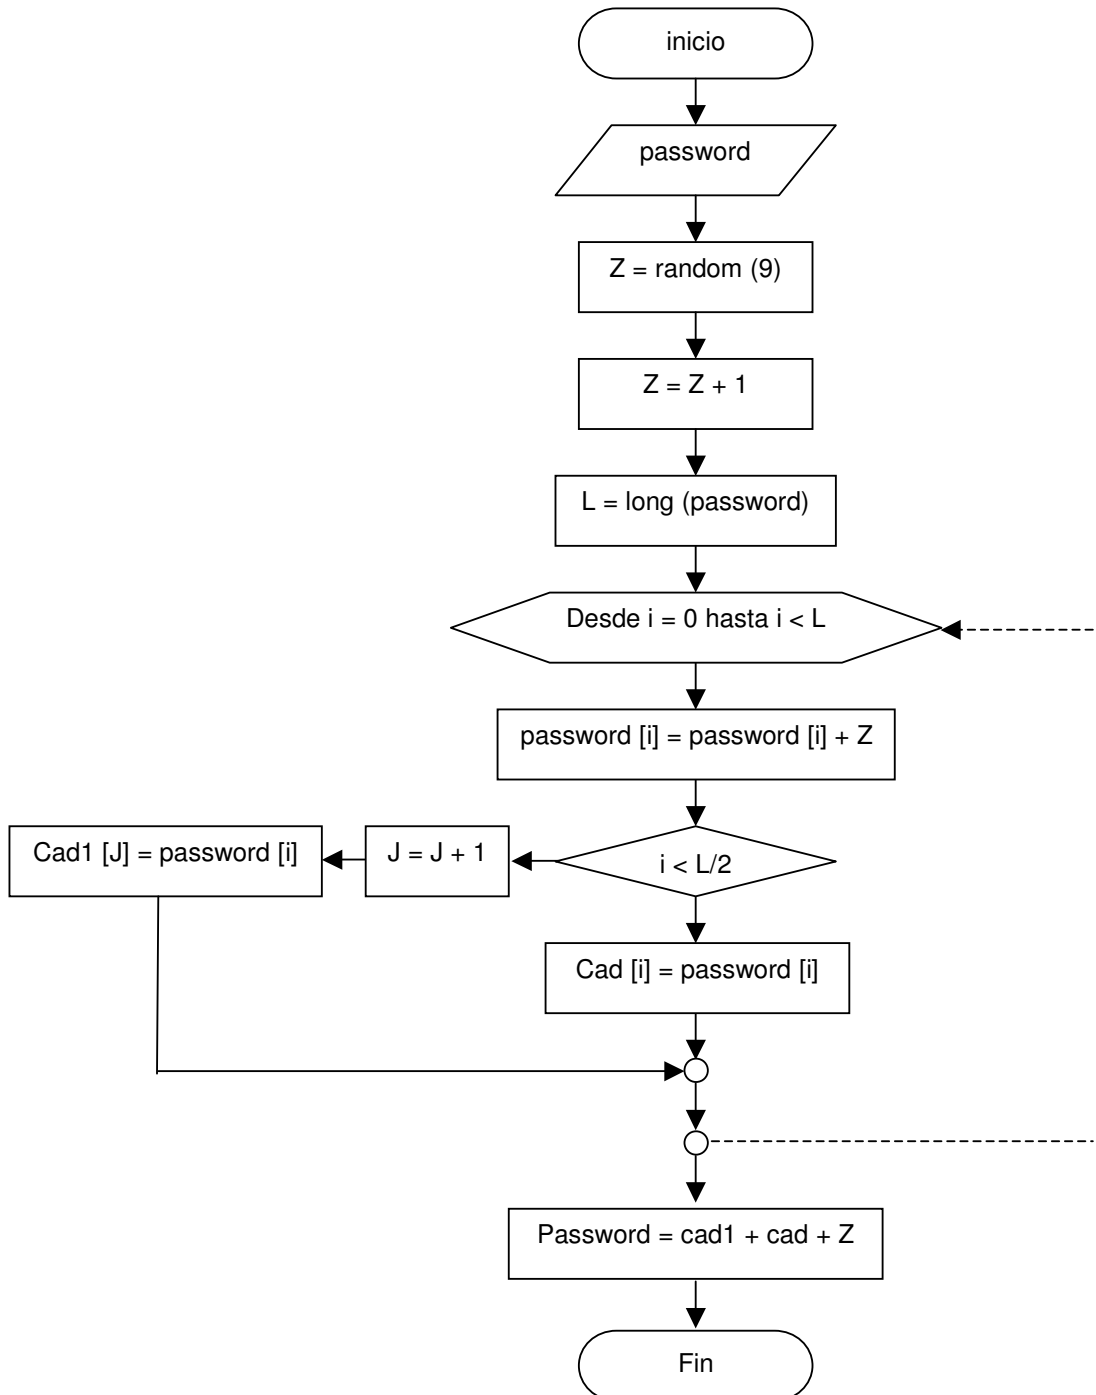 inicio
password
Z = random (9)
Z = Z + 1
L = long (password)
Desde i = 0 hasta i < L
password [i] = password [i] + Z
i < L/2
J = J + 1
Cad1 [J] = password [i]
Cad [i] = password [i]
Password = cad1 + cad + Z
Fin